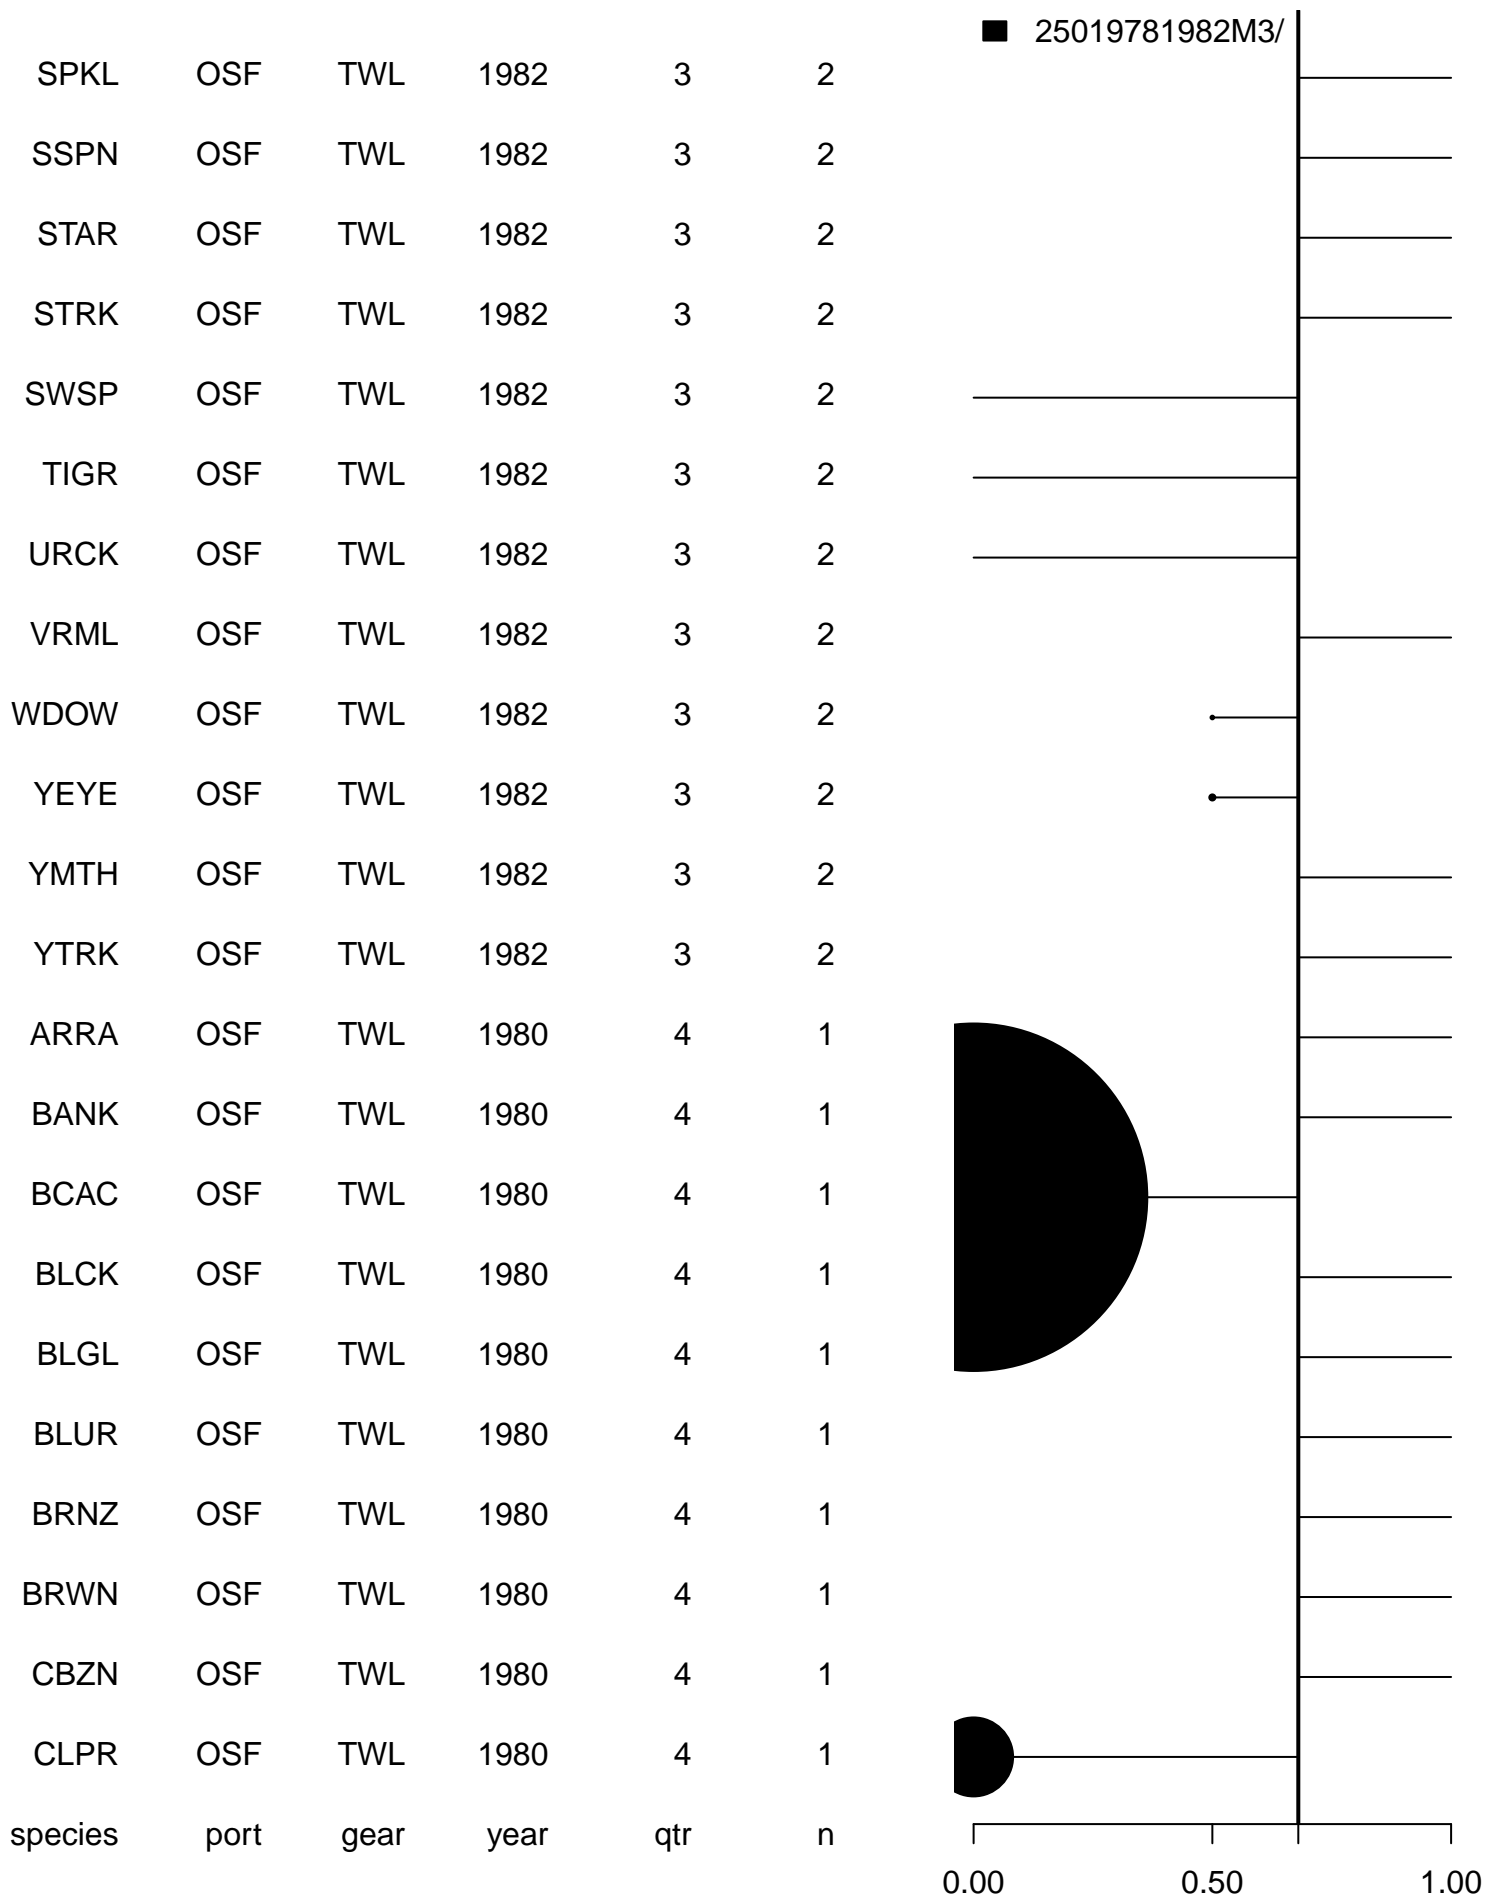 25019781982M3/
SPKL OSF TWL 1982 3 2
SSPN OSF TWL 1982 3 2
STAR OSF TWL 1982 3 2
STRK OSF TWL 1982 3 2
SWSP OSF TWL 1982 3 2
TIGR OSF TWL 1982 3 2
URCK OSF TWL 1982 3 2
VRML OSF TWL 1982 3 2
WDOW OSF TWL 1982 3 2
YEYE OSF TWL 1982 3 2
YMTH OSF TWL 1982 3 2
YTRK OSF TWL 1982 3 2
ARRA OSF TWL 1980 4 1
BANK OSF TWL 1980 4 1
BCAC OSF TWL 1980 4 1
BLCK OSF TWL 1980 4 1
BLGL OSF TWL 1980 4 1
BLUR OSF TWL 1980 4 1
BRNZ OSF TWL 1980 4 1
BRWN OSF TWL 1980 4 1
CBZN OSF TWL 1980 4 1
CLPR OSF TWL 1980 4 1
species port gear year qtr n
0.00 0.50 1.00